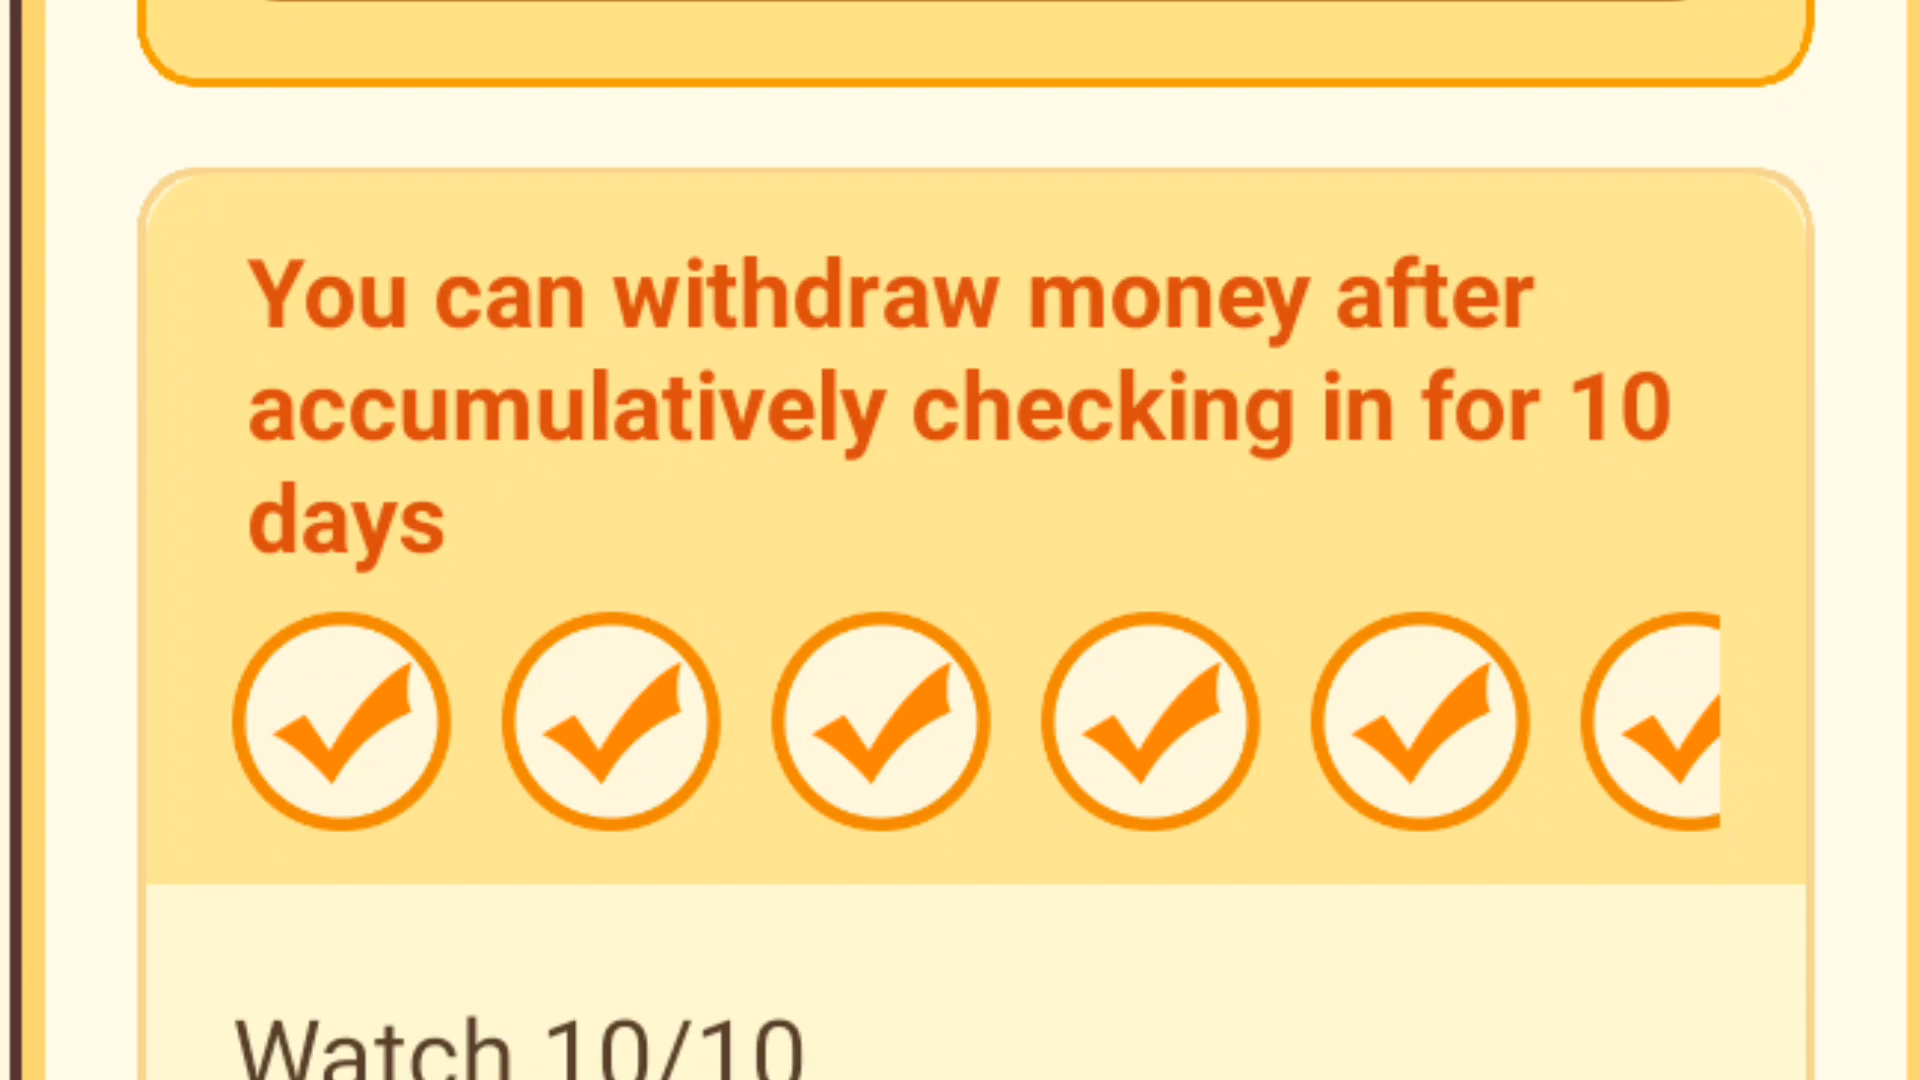 You can withdraw money after
accumulatively checking in for 10
days
Watch 10/10